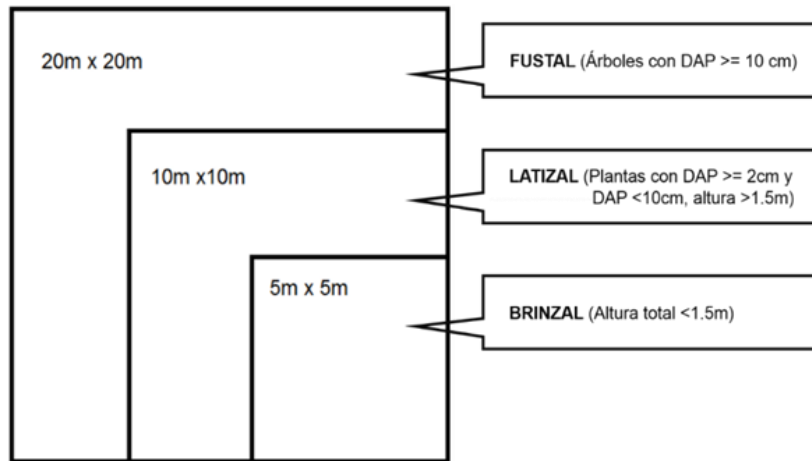 20m x 20m
FUSTAL (Árboles con DAP >= 10 cm)
10m x10m
LATIZAL (Plantas con DAP >= 2cm y
DAP <10cm, altura >1.5m)
5m x 5m
BRINZAL (Altura total <1.5m)